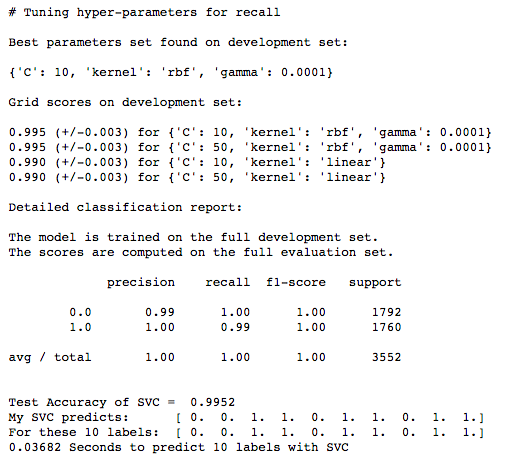 # Tuning hyper-parameters for recall
Best parameters set found on development set:
{'C': 10, 'kernel': 'rbf', 'gamma': 0.0001}
Grid scores on development set:
0.995 (+/-0.003) for {'C': 10, 'kernel': 'rbf', 'gamma': 0.0001}
0.995 (+/-0.003) for {'C': 50, 'kernel': 'rbf', 'gamma': 0.0001}
0.990 (+/-0.003) for {'C': 10, 'kernel': 'linear'}
0.990 (+/-0.003) for {'C': 50, 'kernel': 'linear'}
Detailed classification report:
The model is trained on the full development set.
The scores are computed on the full evaluation set.
precision recall f1-score support
0.0 0.99 1.00 1.00 1792
1.0 1.00 0.99 1.00 1760
avg / total 1.00 1.00 1.00 3552
Test Accuracy of SVC = 0.9952
My SVC predicts: [ 0. 0. 1. 1. 0. 1. 1. 0. 1. 1.]
For these 10 labels: [ 0. 0. 1. 1. 0. 1. 1. 0. 1. 1.]
0.03682 Seconds to predict 10 labels with SVC